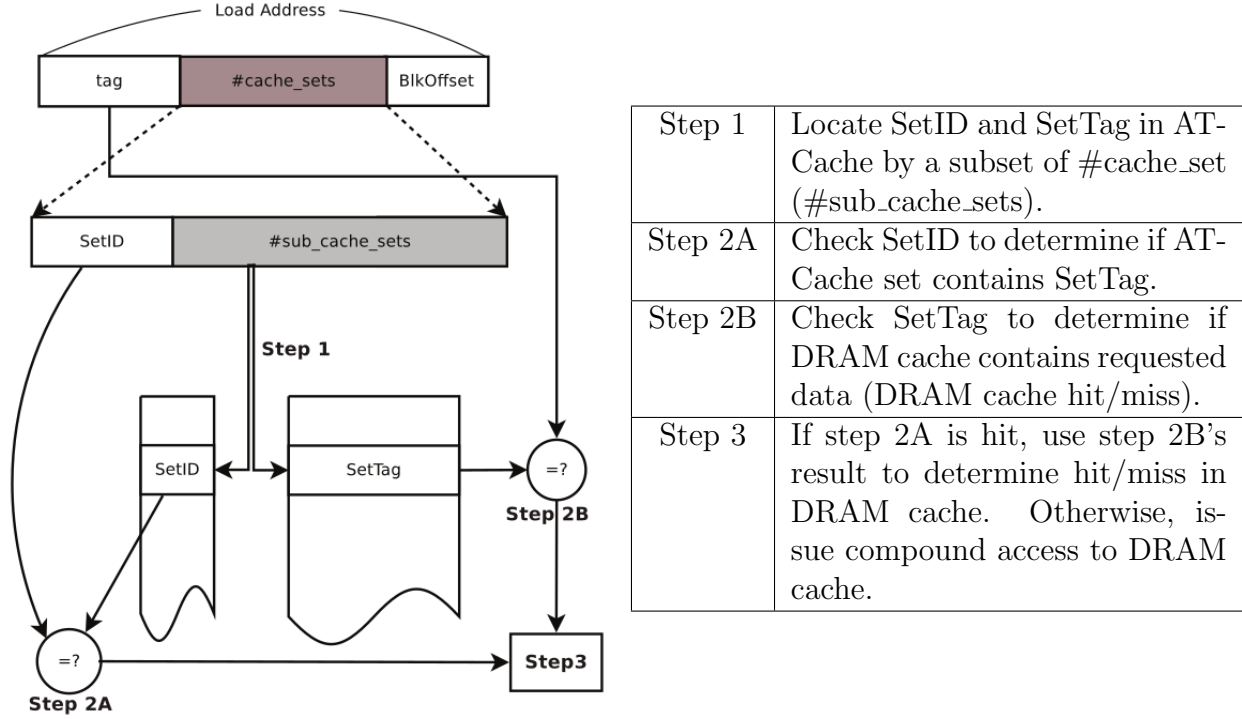 Load Address
tag
#cache_sets
BlkOffset
SetID
#sub_cache_sets
Step 1
SetID
SetTag
=?
Step 2B
=?
Step3
Step 2A
Step 1
Locate SetID and SetTag in AT-
Cache by a subset of #cache_set
(#sub_cache_sets).
Step 2A
Check SetID to determine if AT-
Cache set contains SetTag.
Step 2B
Check SetTag to determine if
DRAM cache contains requested
data (DRAM cache hit/miss).
Step 3
If step 2A is hit, use step 2B's
result to determine hit/miss in
DRAM cache. Otherwise, is-
sue compound access to DRAM
cache.